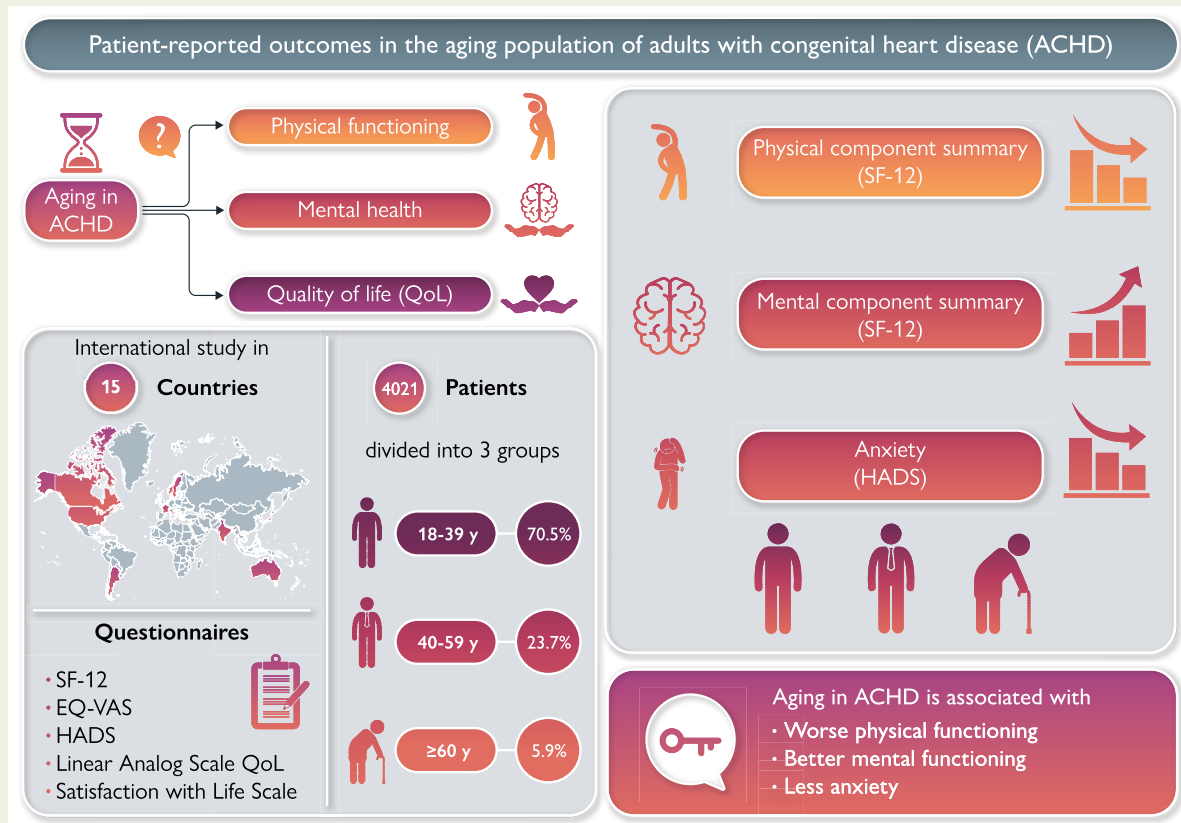 Patient-reported outcomes in the aging population of adults with congenital heart disease (ACHD)
?
Aging in
ACHD
Physical functioning
Mental health
Quality of life (QoL)
International study in
15 Countries
Questionnaires
• SF-12
• EQ-VAS
• HADS
• Linear Analog Scale QoL
• Satisfaction with Life Scale
4021 Patients
divided into 3 groups
18-39 y 70.5%
40-59 y 23.7%
≥60 y 5.9%
Physical component summary
(SF-12)
Mental component summary
(SF-12)
Anxiety
(HADS)
Aging in ACHD is associated with
• Worse physical functioning
• Better mental functioning
• Less anxiety